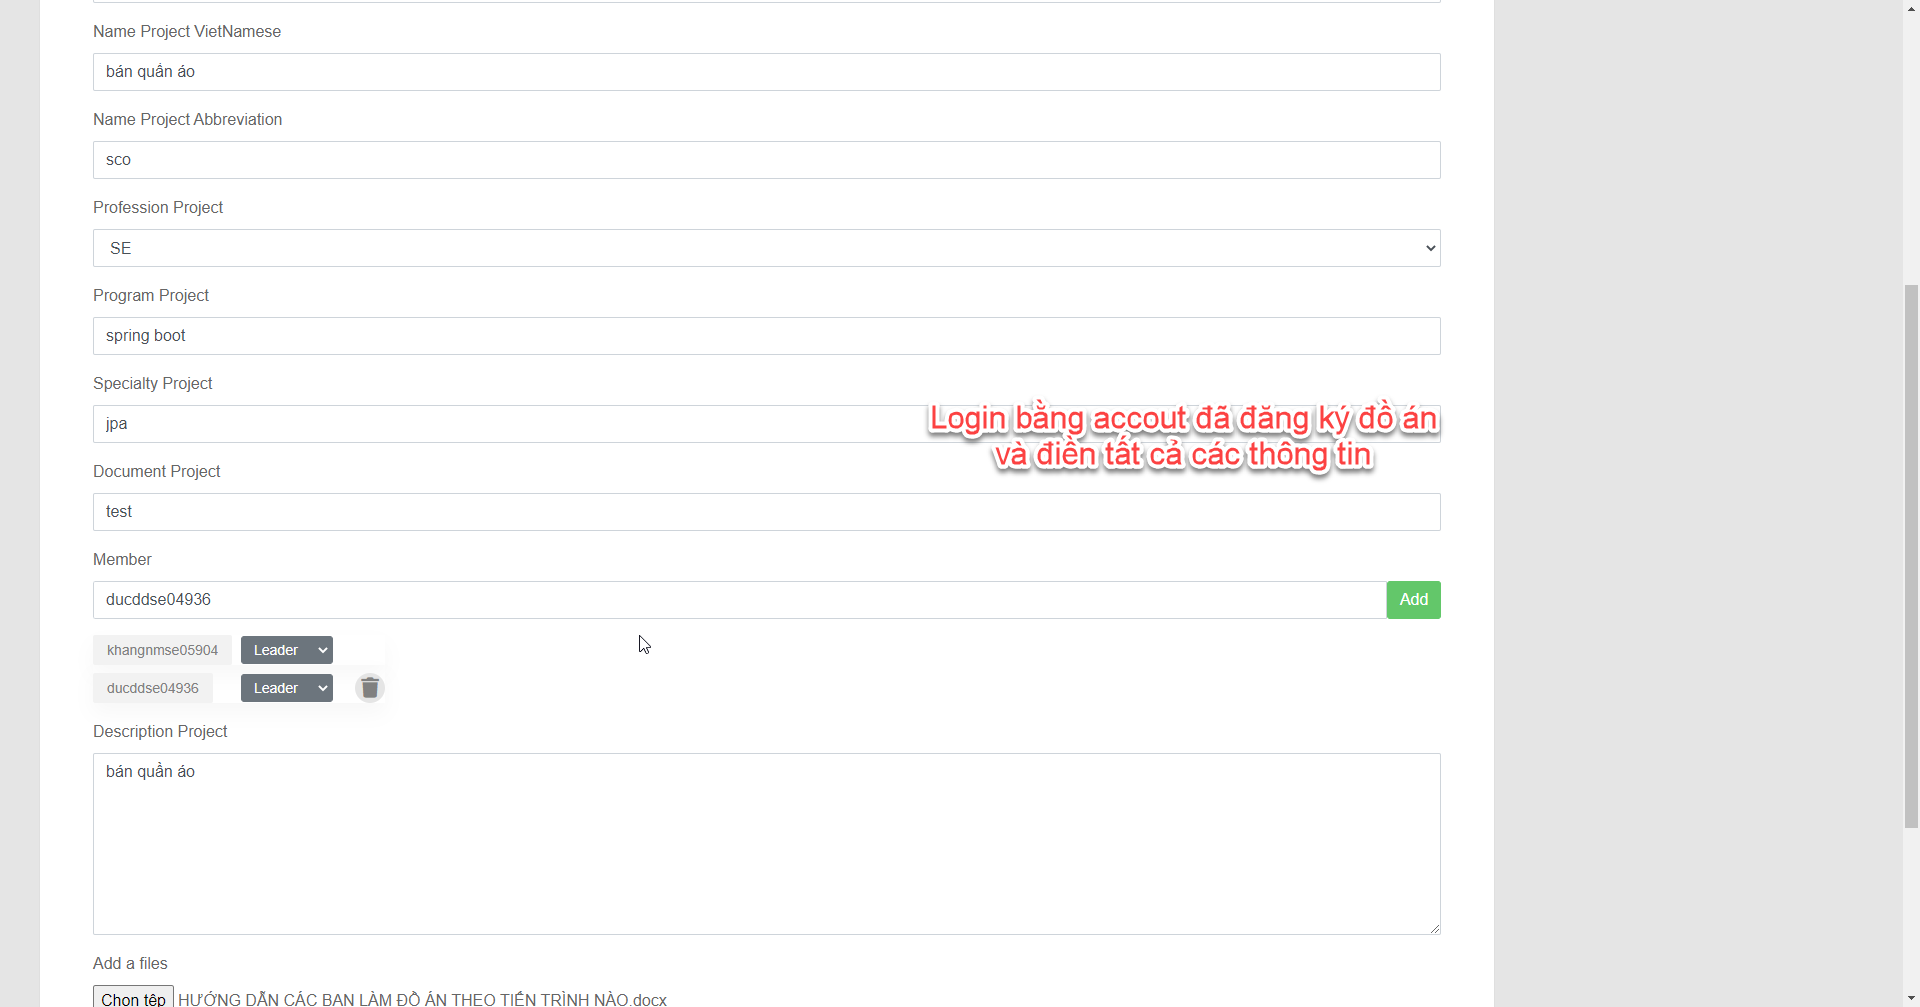 Name Project VietNamese
bán quần áo
Name Project Abbreviation
sco
Profession Project
SE
Program Project
spring boot
Specialty Project
jpa
Login bằng accout đã đăng ký đồ án
và điền tất cả các thông tin
Document Project
test
Member
ducddse04936
Add
khangnmse05904
Leader
ducddse04936
Leader
Description Project
bán quần áo
Add a files
Chọn tệp HƯỚNG DẪN CÁC BẠN LÀM ĐỒ ÁN THEO TIẾN TRÌNH NÀO.docx